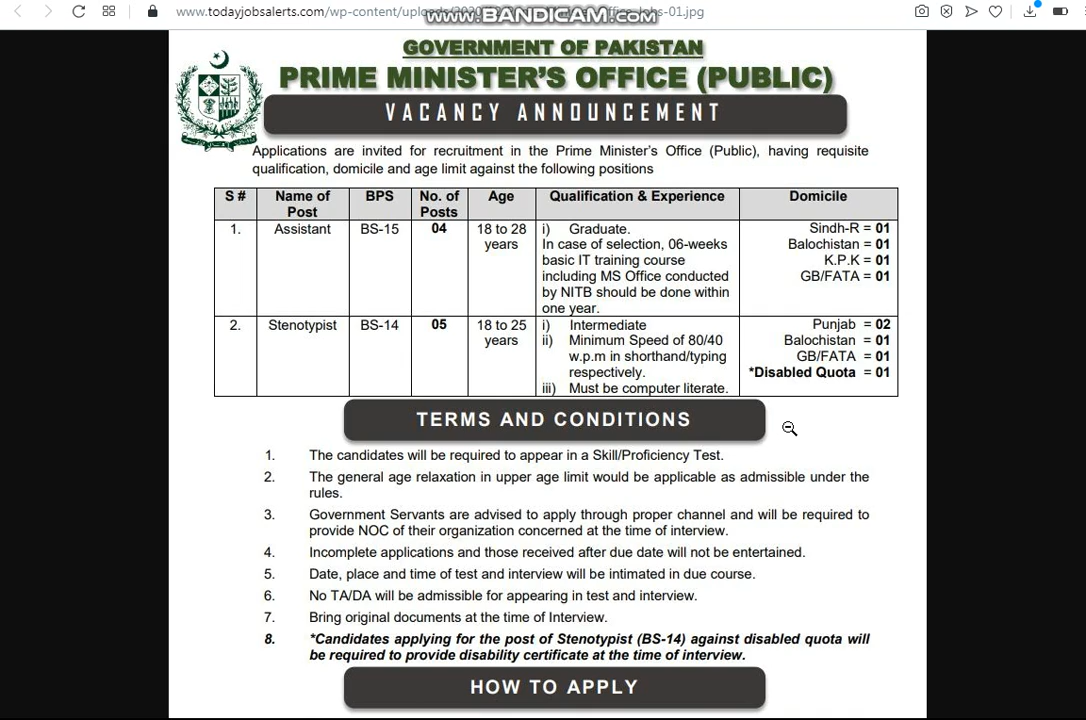 www.todayjobsalerts.com/wp-content/uploads/2020
www.BANDICAM.com
jobs-01.jpg
GOVERNMENT OF PAKISTAN
PRIME MINISTER'S OFFICE (PUBLIC)
VACANCY ANNOUNCEMENT
Applications are invited for recruitment in the Prime Minister's Office (Public), having requisite
qualification, domicile and age limit against the following positions
S # Name of Post BPS No. of Posts Age Qualification & Experience Domicile
1. Assistant BS-15 04 18 to 28 years
i) Graduate.
In case of selection, 06-weeks
basic IT training course
including MS Office conducted
by NITB should be done within
one year.
Sindh-R = 01
Balochistan = 01
K.P.K = 01
GB/FATA = 01
2. Stenotypist BS-14 05 18 to 25 years
i) Intermediate
ii) Minimum Speed of 80/40
w.p.m in shorthand/typing
respectively.
iii) Must be computer literate.
Punjab = 02
Balochistan = 01
GB/FATA = 01
*Disabled Quota = 01
TERMS AND CONDITIONS
1. The candidates will be required to appear in a Skill/Proficiency Test.
2. The general age relaxation in upper age limit would be applicable as admissible under the
rules.
3. Government Servants are advised to apply through proper channel and will be required to
provide NOC of their organization concerned at the time of interview.
4. Incomplete applications and those received after due date will not be entertained.
5. Date, place and time of test and interview will be intimated in due course.
6. No TA/DA will be admissible for appearing in test and interview.
7. Bring original documents at the time of Interview.
8. *Candidates applying for the post of Stenotypist (BS-14) against disabled quota will
be required to provide disability certificate at the time of interview.
HOW TO APPLY